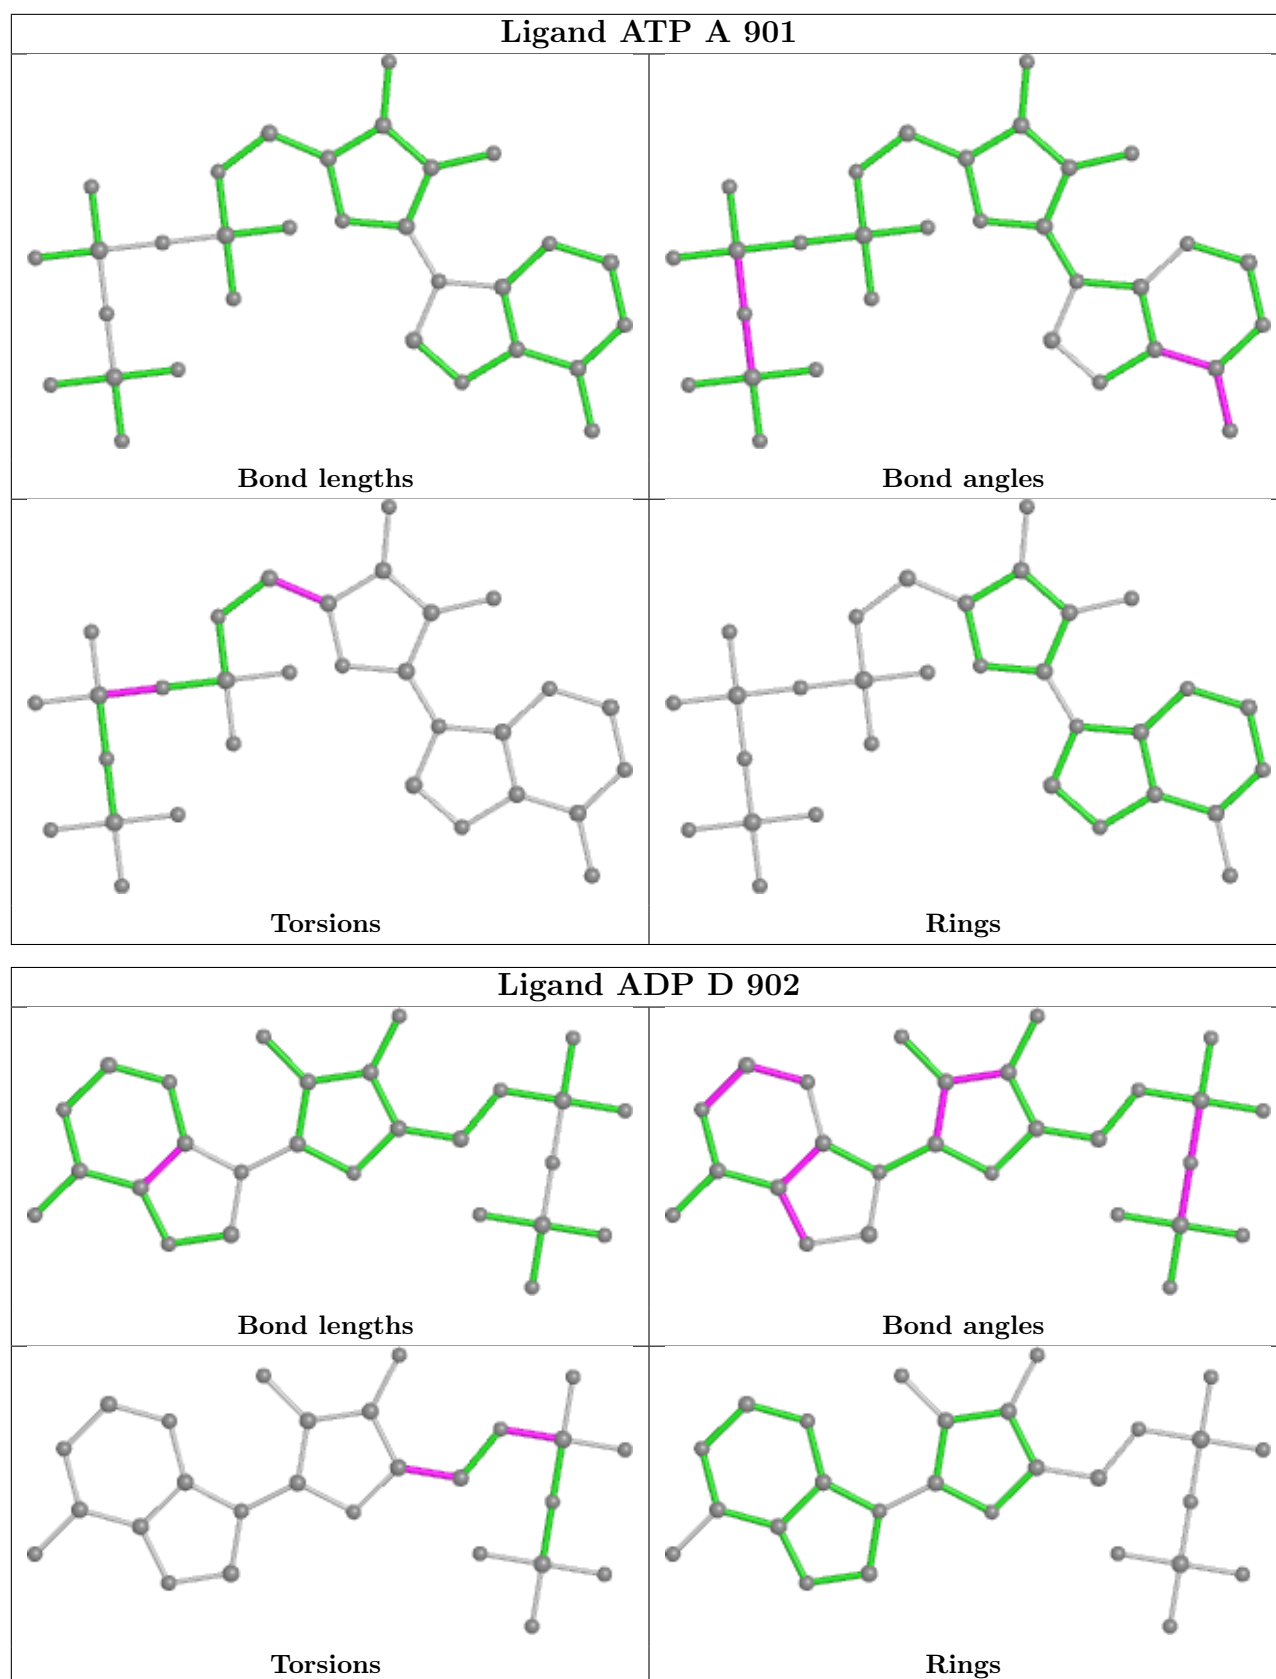 Ligand ATP A 901
Bond lengths
Bond angles
Torsions
Rings
Ligand ADP D 902
Bond lengths
Bond angles
Torsions
Rings